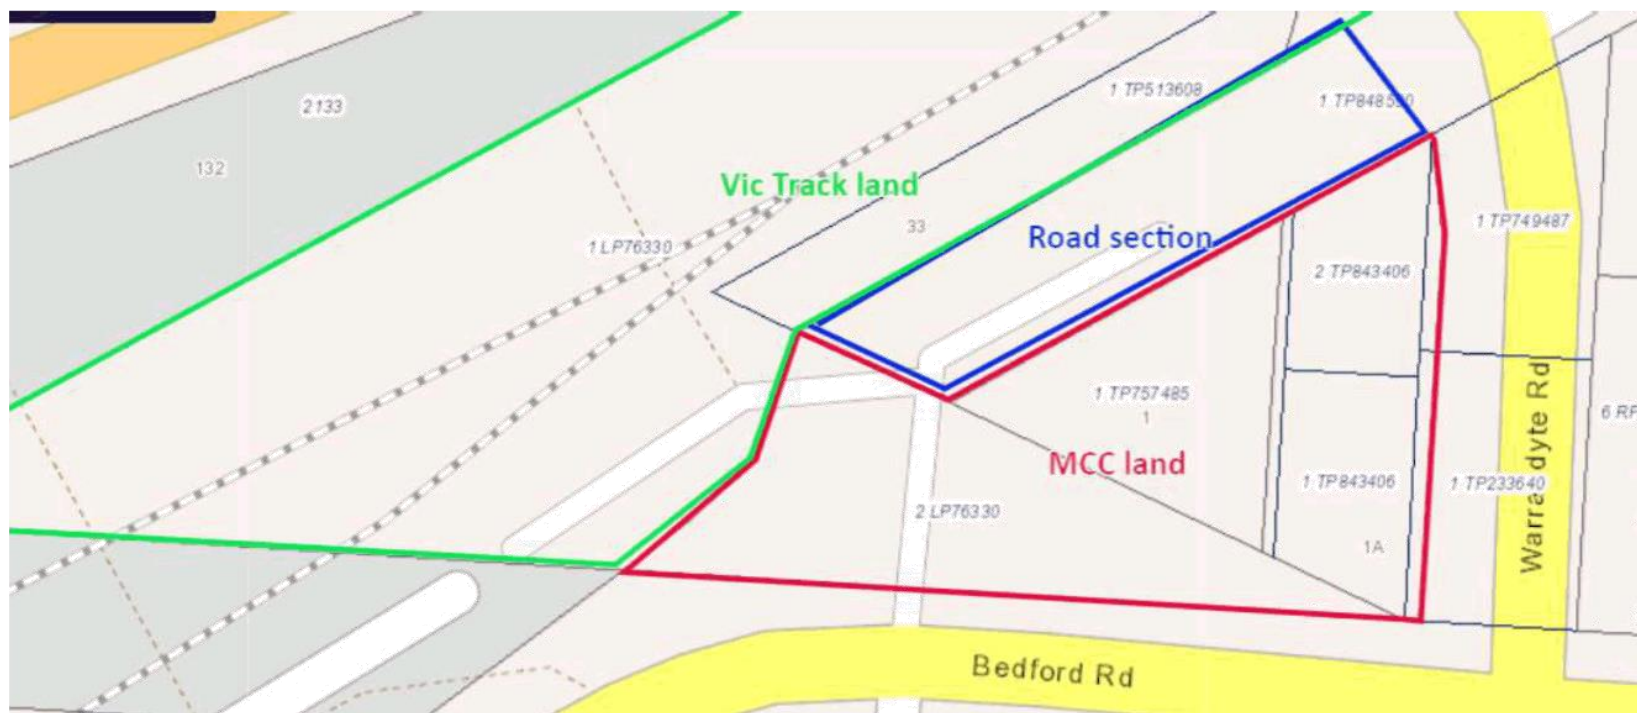 1 TP513608
1 TP848550
2133
132
Vic Track land
33
Road section
1 TP749487
1 LP76330
2 TP843406
1 TP757485
1
6 RP
MCC land
1 TP843406
1 TP233640
2 LP76330
1A
Warrandyte Rd
Bedford Rd